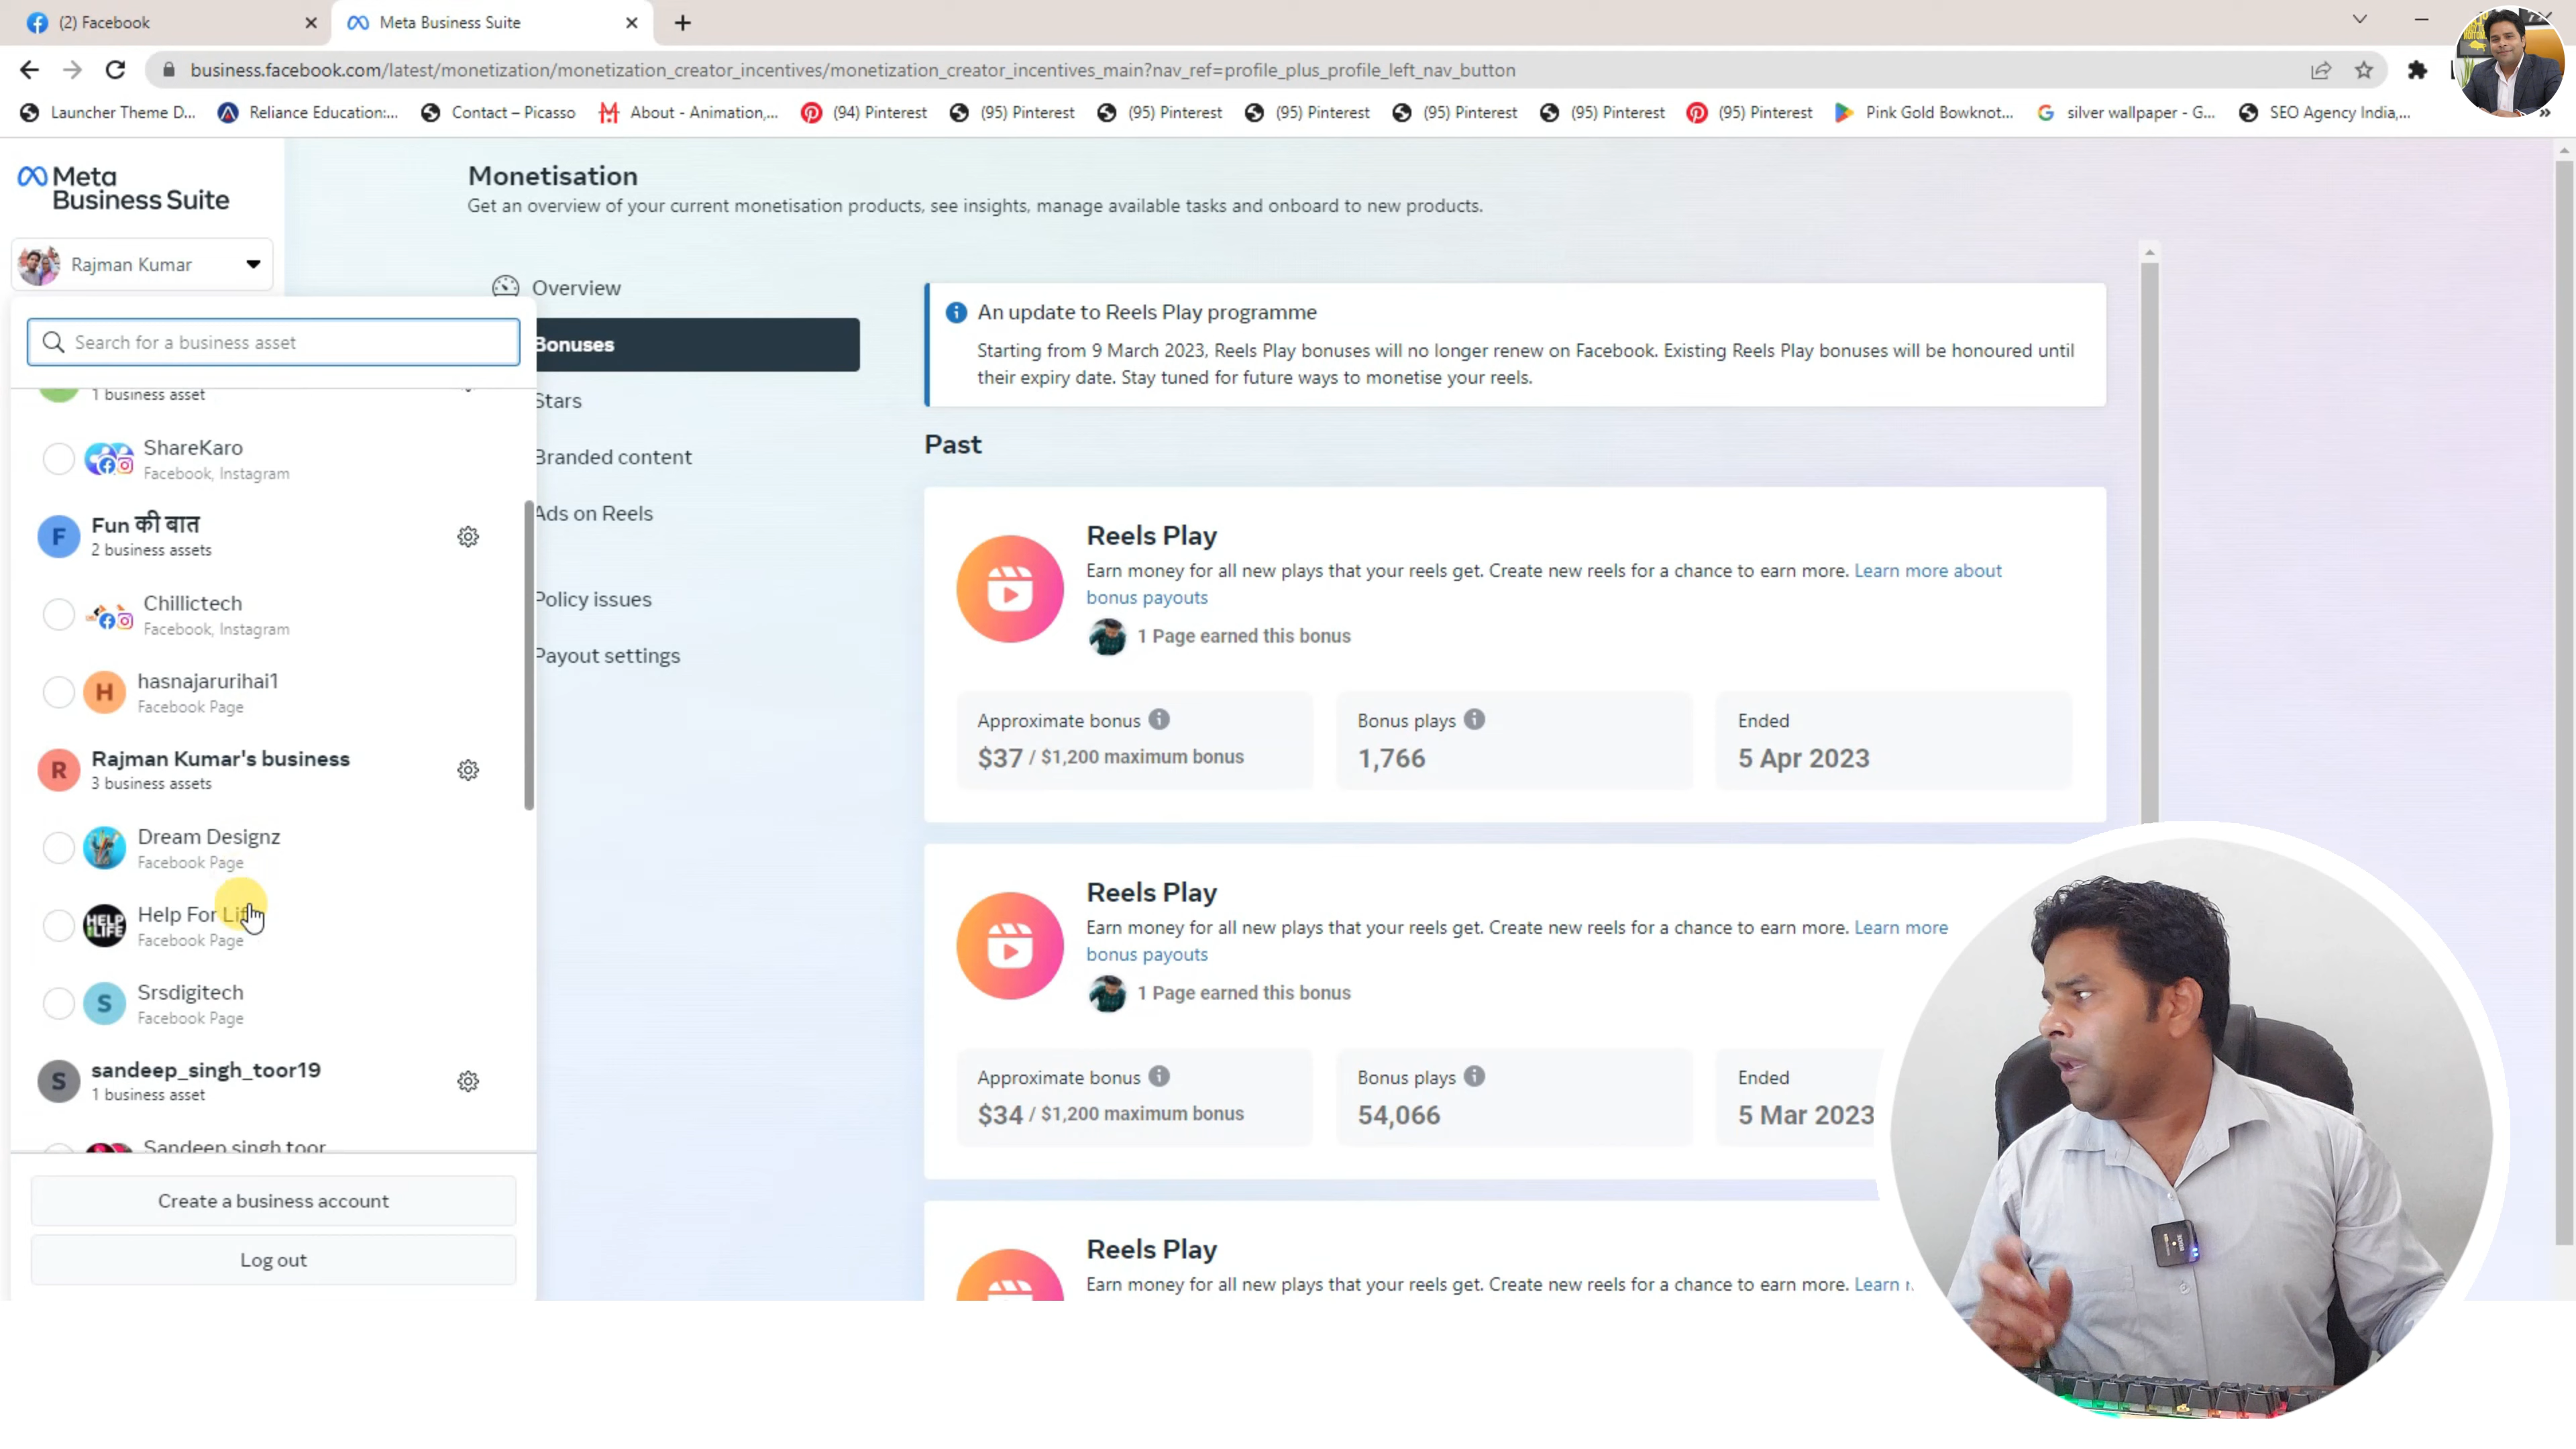 (2) Facebook
Meta Business Suite
business.facebook.com/latest/monetization/monetization_creator_incentives/monetization_creator_incentives_main?nav_ref=profile_plus_profile_left_nav_button
Launcher Theme D...
Reliance Education:...
Contact – Picasso
About - Animation,...
(94) Pinterest
(95) Pinterest
(95) Pinterest
(95) Pinterest
(95) Pinterest
(95) Pinterest
(95) Pinterest
Pink Gold Bowknot...
silver wallpaper - G...
SEO Agency India,...
Meta
Business Suite
Rajman Kumar
Search for a business asset
1 business asset
ShareKaro
Facebook, Instagram
F
Fun की बात
2 business assets
Chillictech
Facebook, Instagram
H
hasnajarurihai1
Facebook Page
R
Rajman Kumar's business
3 business assets
Dream Designz
Facebook Page
HELP
LIFE
Help For Lif
Facebook Page
S
Srsdigitech
Facebook Page
S
sandeep_singh_toor19
1 business asset
Sandeep singh toor
Create a business account
Log out
Monetisation
Get an overview of your current monetisation products, see insights, manage available tasks and onboard to new products.
Overview
Bonuses
Stars
Branded content
Ads on Reels
Policy issues
Payout settings
An update to Reels Play programme
Starting from 9 March 2023, Reels Play bonuses will no longer renew on Facebook. Existing Reels Play bonuses will be honoured until
their expiry date. Stay tuned for future ways to monetise your reels.
Past
Reels Play
Earn money for all new plays that your reels get. Create new reels for a chance to earn more. Learn more about
bonus payouts
1 Page earned this bonus
Approximate bonus
$37 / $1,200 maximum bonus
Bonus plays
1,766
Ended
5 Apr 2023
Reels Play
Earn money for all new plays that your reels get. Create new reels for a chance to earn more. Learn more
bonus payouts
1 Page earned this bonus
Approximate bonus
$34 / $1,200 maximum bonus
Bonus plays
54,066
Ended
5 Mar 2023
Reels Play
Earn money for all new plays that your reels get. Create new reels for a chance to earn more. Learn